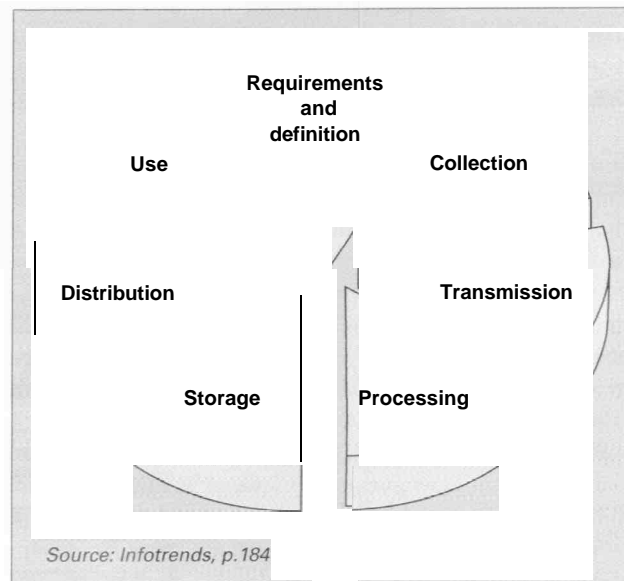 Requirements
and
definition
Use
Collection
Distribution
Transmission
Storage
Processing
Source: Infotrends, p.184